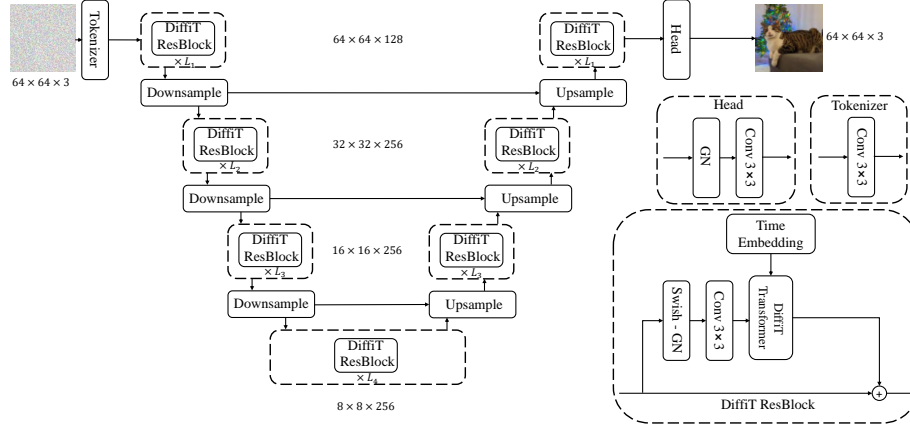 Tokenizer
DiffiT
ResBlock
× L₁
64 × 64 × 128
DiffiT
ResBlock
× L₁
Head
64 × 64 × 3
64 × 64 × 3
Downsample
Upsample
DiffiT
ResBlock
× L₂
32 × 32 × 256
DiffiT
ResBlock
× L₂
Downsample
Upsample
DiffiT
ResBlock
× L₃
16 × 16 × 256
DiffiT
ResBlock
× L₃
Downsample
Upsample
DiffiT
ResBlock
× L₄
8 × 8 × 256
Head
GN
Conv 3×3
Tokenizer
Conv 3×3
Time
Embedding
Swish - GN
Conv 3×3
DiffiT
Transformer
+
DiffiT ResBlock